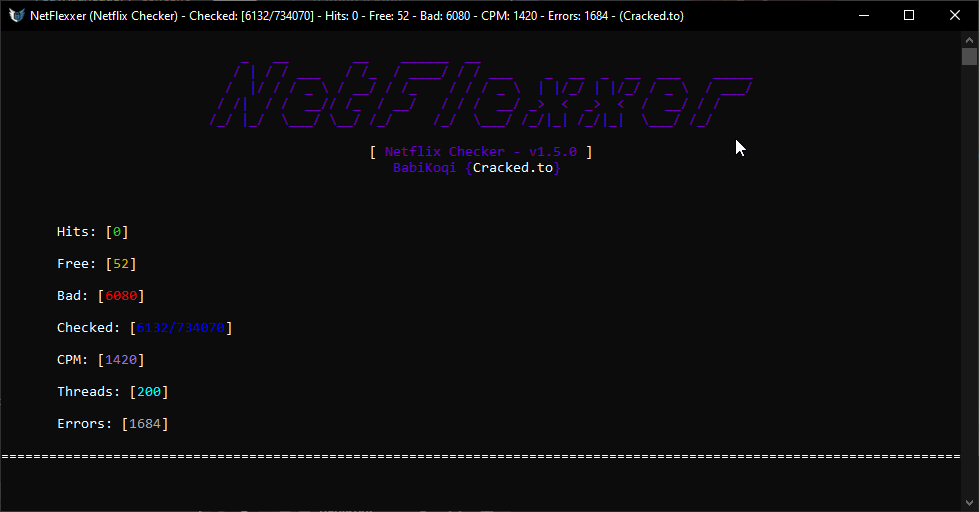 NetFlexxer (Netflix Checker) - Checked: [6132/734070] - Hits: 0 - Free: 52 - Bad: 6080 - CPM: 1420 - Errors: 1684 - (Cracked.to)
NetFlexxer
[ Netflix Checker - v1.5.0 ]
BabiKoqi {Cracked.to}
Hits: [0]
Free: [52]
Bad: [6080]
Checked: [6132/734070]
CPM: [1420]
Threads: [200]
Errors: [1684]